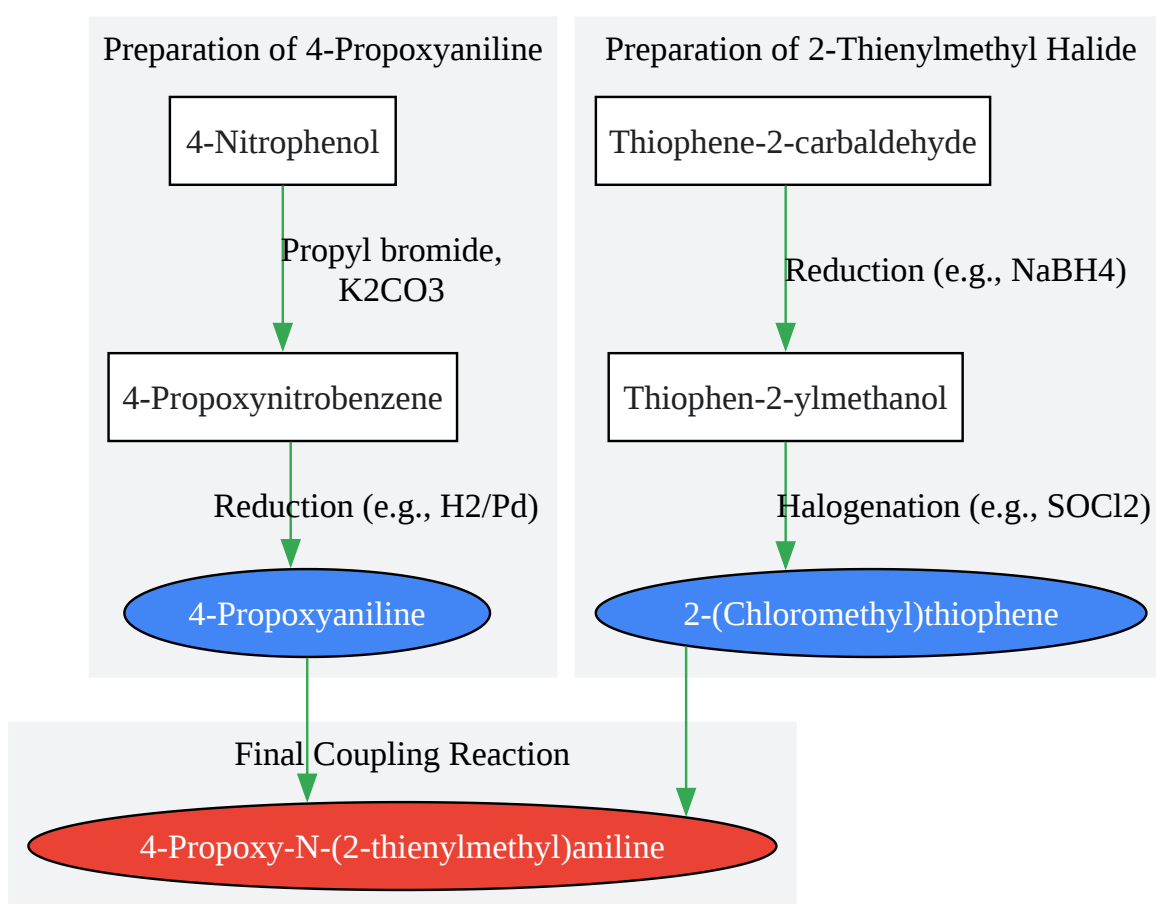 Preparation of 4-Propoxyaniline
4-Nitrophenol
Propyl bromide,
K2CO3
4-Propoxynitrobenzene
Reduction (e.g., H2/Pd)
4-Propoxyaniline
Preparation of 2-Thienylmethyl Halide
Thiophene-2-carbaldehyde
Reduction (e.g., NaBH4)
Thiophen-2-ylmethanol
Halogenation (e.g., SOCl2)
2-(Chloromethyl)thiophene
Final Coupling Reaction
4-Propoxy-N-(2-thienylmethyl)aniline